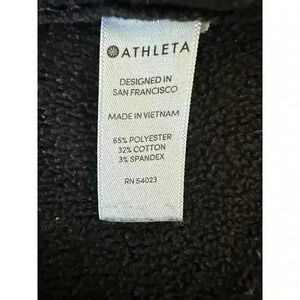 ATHLETA
DESIGNED IN
SAN FRANCISCO
MADE IN VIETNAM
65% POLYESTER
32% COTTON
3% SPANDEX
RN 54023